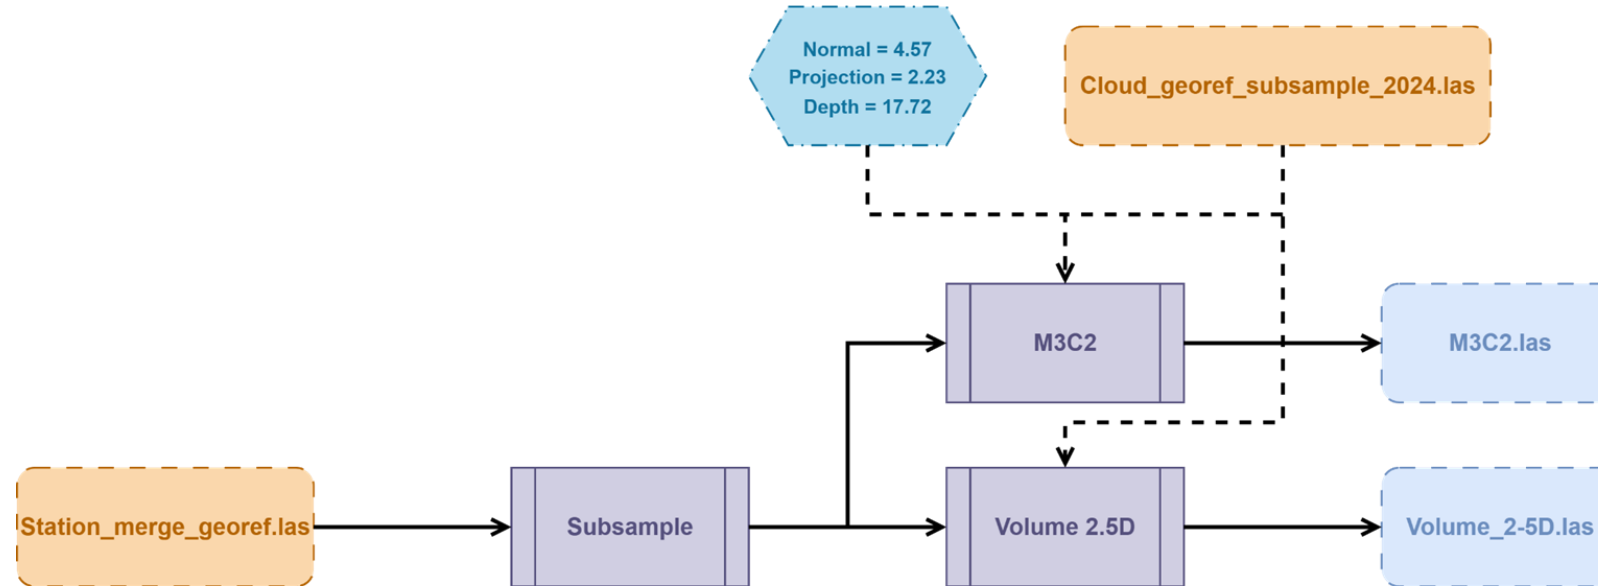 Normal = 4.57
Projection = 2.23
Depth = 17.72
Cloud_georef_subsample_2024.las
M3C2
M3C2.las
Station_merge_georef.las
Subsample
Volume 2.5D
Volume_2-5D.las